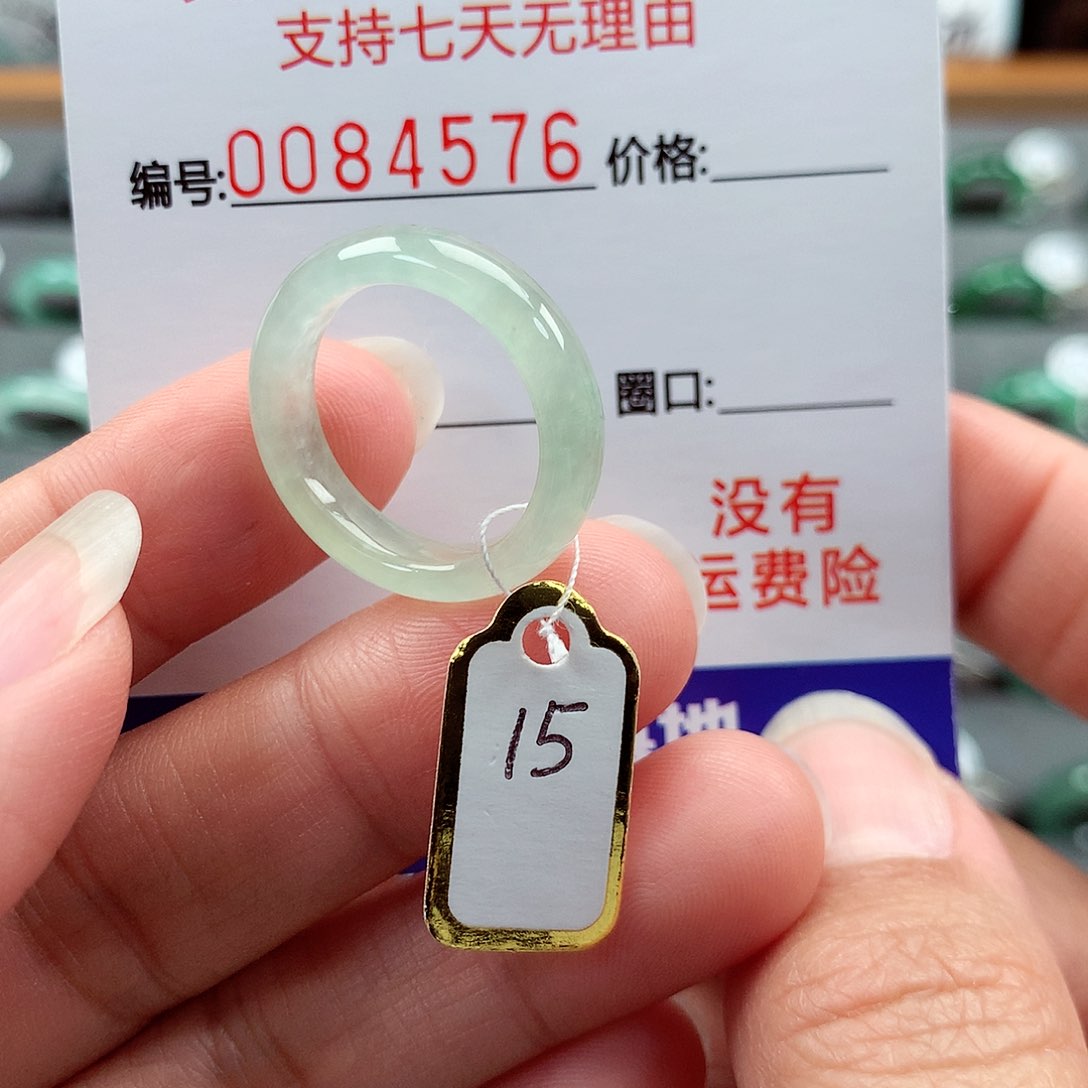 支持七天无理由
编号:0084576 价格:
圈口:
没有
运费险
地
15